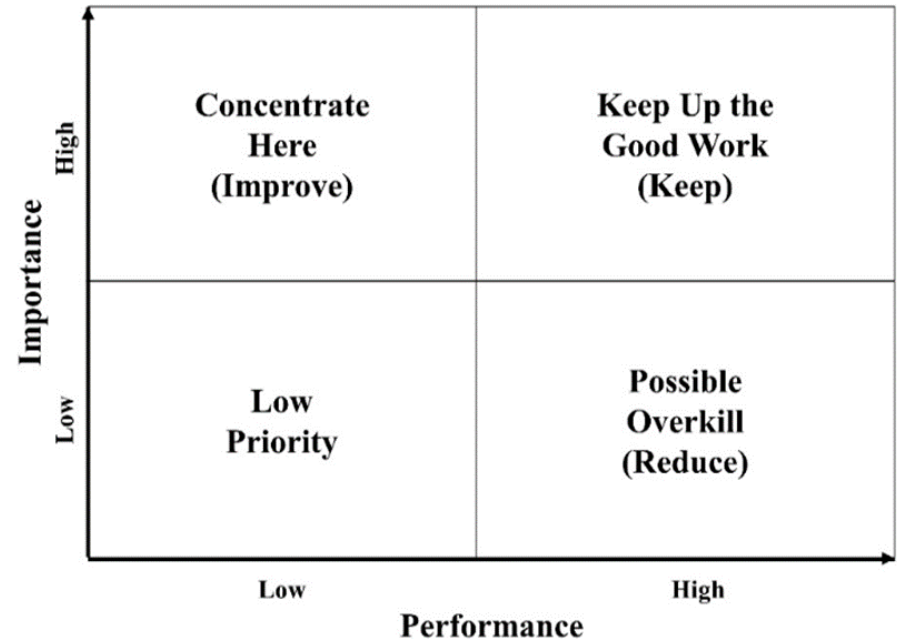 Concentrate
Here
(Improve)
Keep Up the
Good Work
(Keep)
High
Importance
Low
Low
Priority
Possible
Overkill
(Reduce)
Low
High
Performance